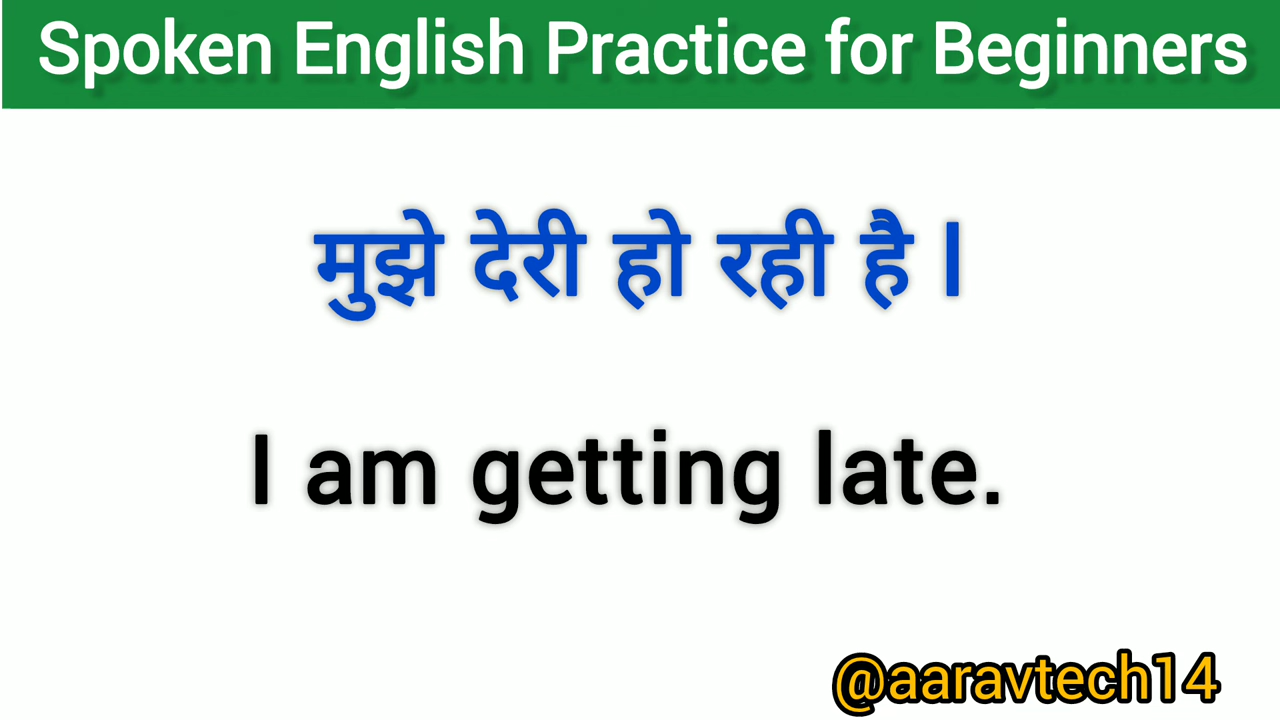 Spoken English Practice for Beginners
मुझे देरी हो रही है ।
I am getting late.
@aaravtech14